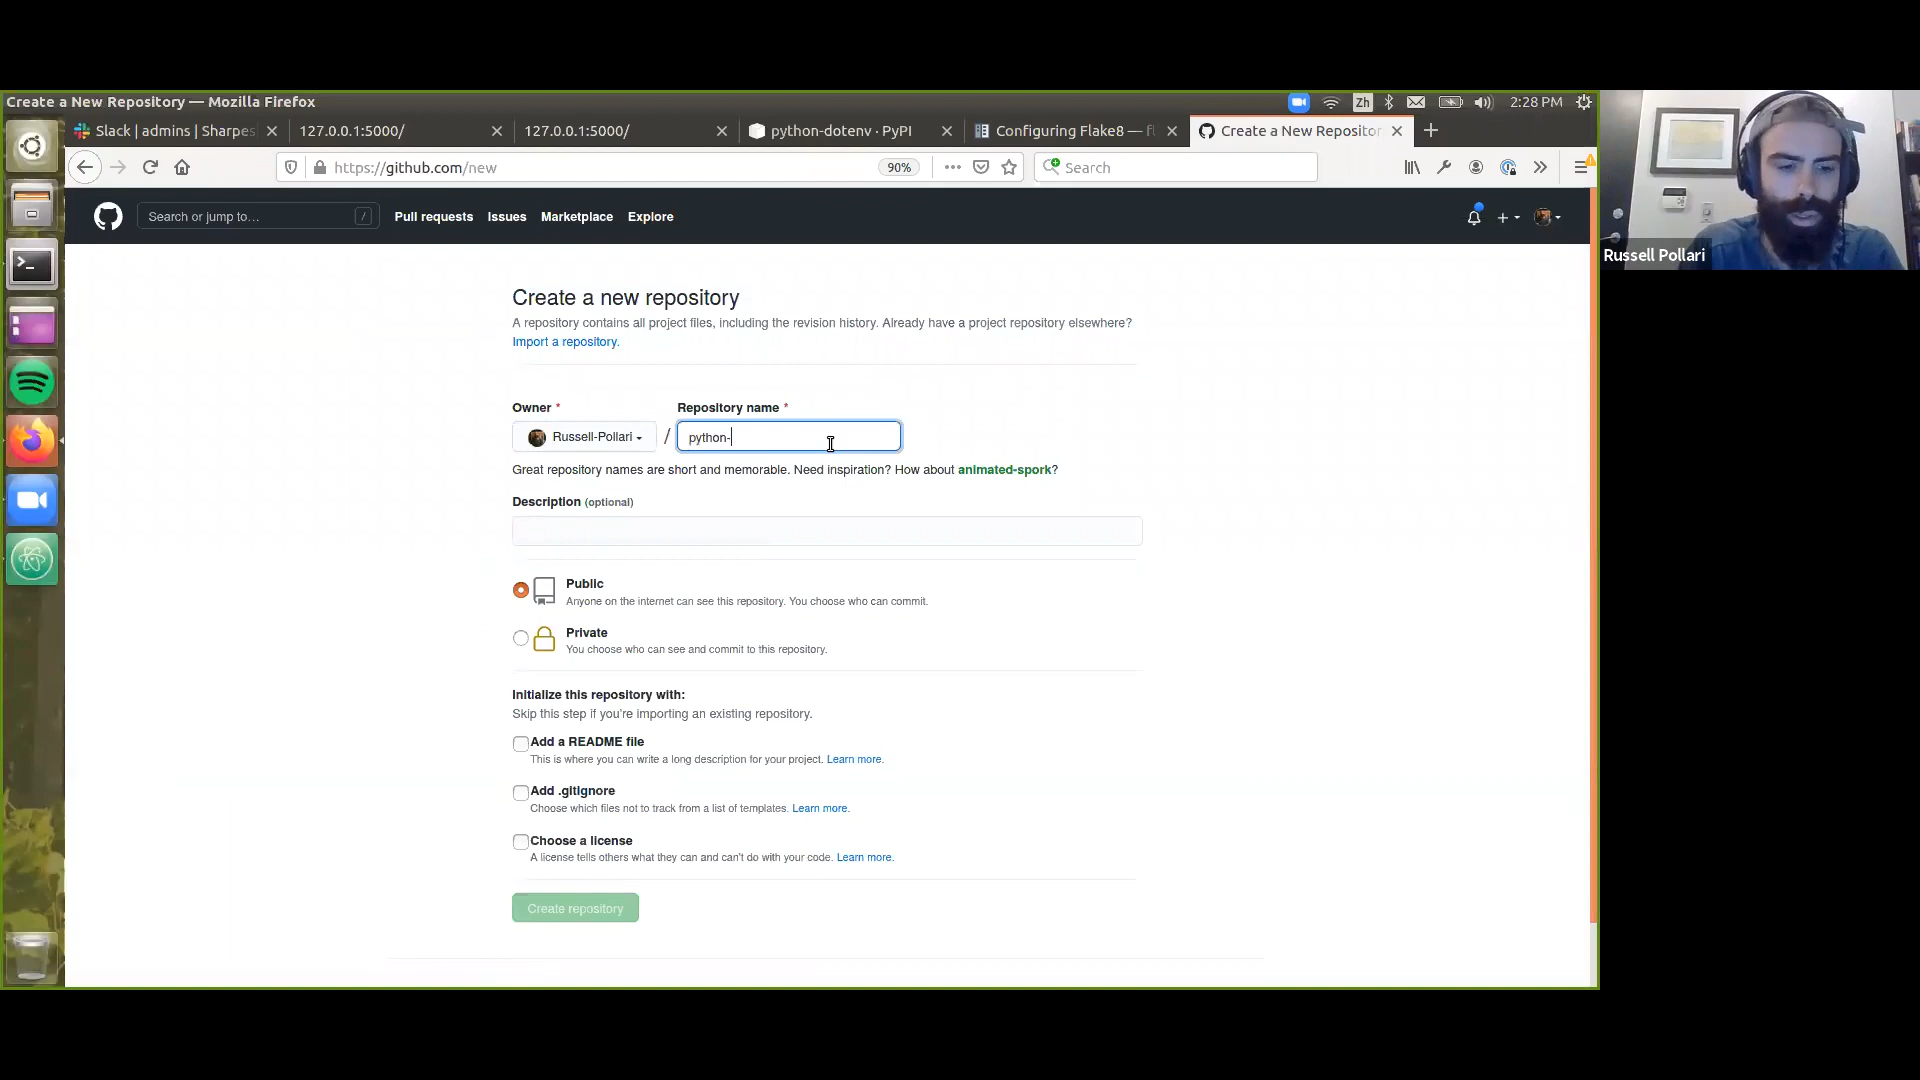 Create a New Repository — Mozilla Firefox
Zh
2:28 PM
Slack | admins | Sharpes
127.0.0.1:5000/
127.0.0.1:5000/
python-dotenv · PyPI
Configuring Flake8 — fl
Create a New Repositor
https://github.com/new
90%
Search
Search or jump to…
/
Pull requests
Issues
Marketplace
Explore
Russell Pollari
Create a new repository
A repository contains all project files, including the revision history. Already have a project repository elsewhere?
Import a repository.
Owner *
Repository name *
Russell-Pollari
/
python-
Great repository names are short and memorable. Need inspiration? How about animated-spork?
Description (optional)
Public
Anyone on the internet can see this repository. You choose who can commit.
Private
You choose who can see and commit to this repository.
Initialize this repository with:
Skip this step if you're importing an existing repository.
Add a README file
This is where you can write a long description for your project. Learn more.
Add .gitignore
Choose which files not to track from a list of templates. Learn more.
Choose a license
A license tells others what they can and can't do with your code. Learn more.
Create repository